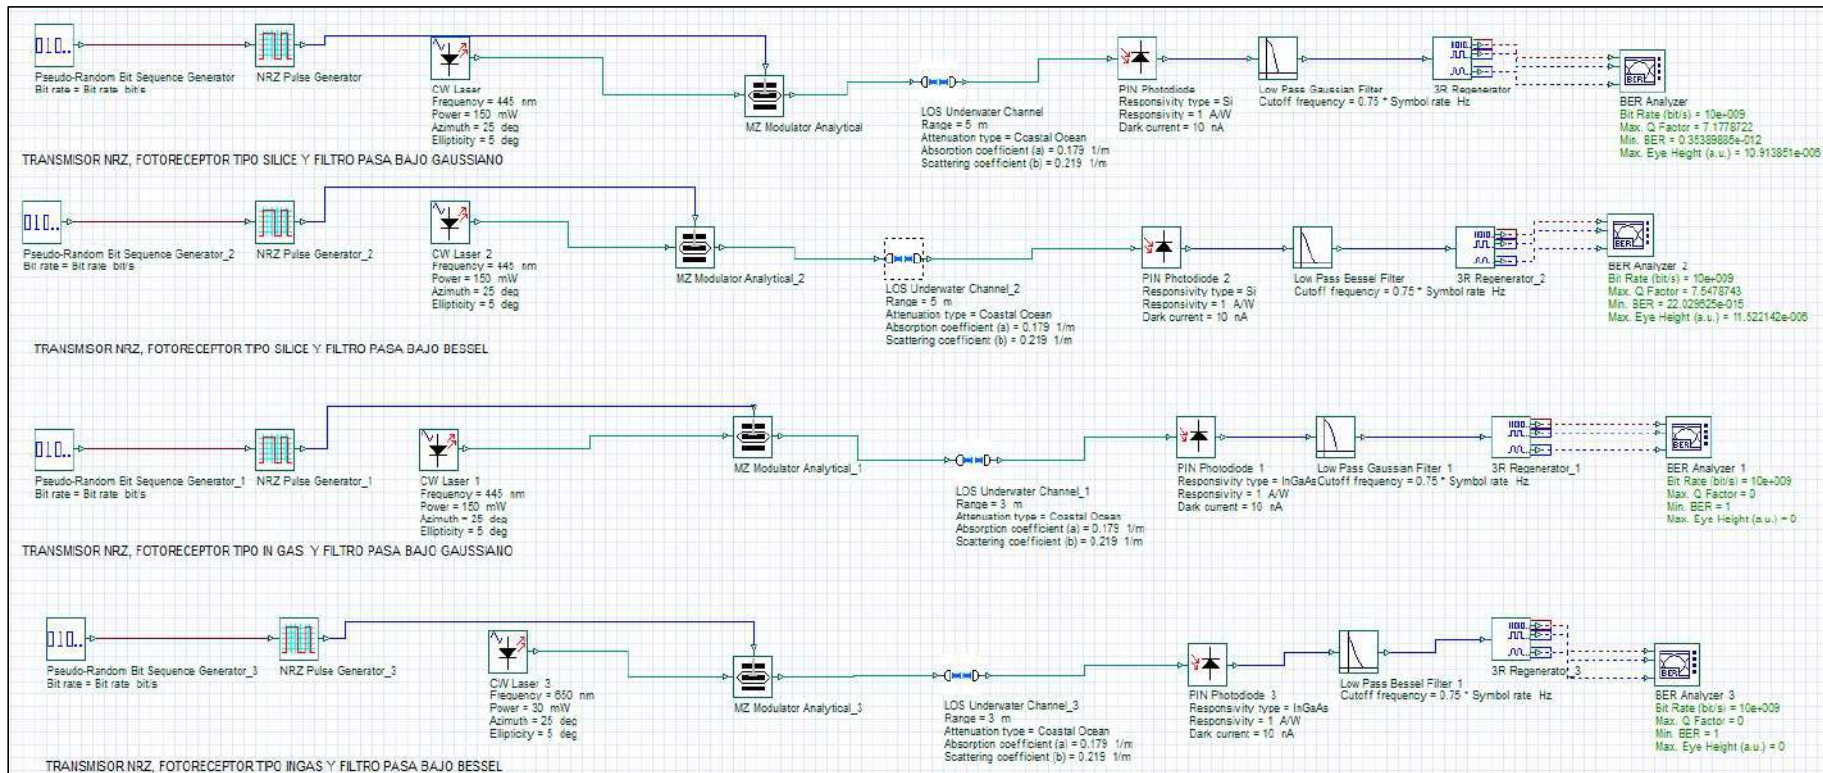 Pseudo-Random Bit Sequence Generator
Bit rate = Bit rate bit/s
NRZ Pulse Generator
CW Laser
Frequency = 445 nm
Power = 150 mW
Azimuth = 25 deg
Ellipticity = 5 deg
MZ Modulator Analytical
LOS Underwater Channel
Range = 5 m
Attenuation type = Coastal Ocean
Absorption coefficient (a) = 0.179 1/m
Scattering coefficient (b) = 0.219 1/m
PIN Photodiode
Responsivity type = Si
Responsivity = 1 A/W
Dark current = 10 nA
Low Pass Gaussian Filter
Cutoff frequency = 0.75 * Symbol rate Hz
3R Regenerator
BER Analyzer
Bit Rate (bit/s) = 10e+009
Max. Q Factor = 7.1778722
Min. BER = 0.35389885e-012
Max. Eye Height (a.u.) = 10.913851e-006
TRANSMISOR NRZ, FOTORECEPTOR TIPO SILICE Y FILTRO PASA BAJO GAUSSIANO
Pseudo-Random Bit Sequence Generator_2
Bit rate = Bit rate bit/s
NRZ Pulse Generator_2
CW Laser 2
Frequency = 445 nm
Power = 150 mW
Azimuth = 25 deg
Ellipticity = 5 deg
MZ Modulator Analytical_2
LOS Underwater Channel_2
Range = 5 m
Attenuation type = Coastal Ocean
Absorption coefficient (a) = 0.179 1/m
Scattering coefficient (b) = 0.219 1/m
PIN Photodiode 2
Responsivity type = Si
Responsivity = 1 A/W
Dark current = 10 nA
Low Pass Bessel Filter
Cutoff frequency = 0.75 * Symbol rate Hz
3R Regenerator_2
BER Analyzer 2
Bit Rate (bit/s) = 10e+009
Max. Q Factor = 7.5478743
Min. BER = 22.029625e-015
Max. Eye Height (a.u.) = 11.522142e-006
TRANSMISOR NRZ, FOTORECEPTOR TIPO SILICE Y FILTRO PASA BAJO BESSEL
Pseudo-Random Bit Sequence Generator_1
Bit rate = Bit rate bit/s
NRZ Pulse Generator_1
CW Laser 1
Frequency = 445 nm
Power = 150 mW
Azimuth = 25 deg
Ellipticity = 5 deg
MZ Modulator Analytical_1
LOS Underwater Channel_1
Range = 3 m
Attenuation type = Coastal Ocean
Absorption coefficient (a) = 0.179 1/m
Scattering coefficient (b) = 0.219 1/m
PIN Photodiode 1
Responsivity type = InGaAs
Responsivity = 1 A/W
Dark current = 10 nA
Low Pass Gaussian Filter 1
Cutoff frequency = 0.75 * Symbol rate Hz
3R Regenerator_1
BER Analyzer 1
Bit Rate (bit/s) = 10e+009
Max. Q Factor = 0
Min. BER = 1
Max. Eye Height (a.u.) = 0
TRANSMISOR NRZ, FOTORECEPTOR TIPO IN GAS Y FILTRO PASA BAJO GAUSSIANO
Pseudo-Random Bit Sequence Generator_3
Bit rate = Bit rate bit/s
NRZ Pulse Generator_3
CW Laser 3
Frequency = 650 nm
Power = 30 mW
Azimuth = 25 deg
Ellipticity = 5 deg
MZ Modulator Analytical_3
LOS Underwater Channel_3
Range = 3 m
Attenuation type = Coastal Ocean
Absorption coefficient (a) = 0.179 1/m
Scattering coefficient (b) = 0.219 1/m
PIN Photodiode 3
Responsivity type = InGaAs
Responsivity = 1 A/W
Dark current = 10 nA
Low Pass Bessel Filter 1
Cutoff frequency = 0.75 * Symbol rate Hz
3R Regenerator_3
BER Analyzer 3
Bit Rate (bit/s) = 10e+009
Max. Q Factor = 0
Min. BER = 1
Max. Eye Height (a.u.) = 0
TRANSMISOR NRZ, FOTORECEPTOR TIPO INGAS Y FILTRO PASA BAJO BESSEL